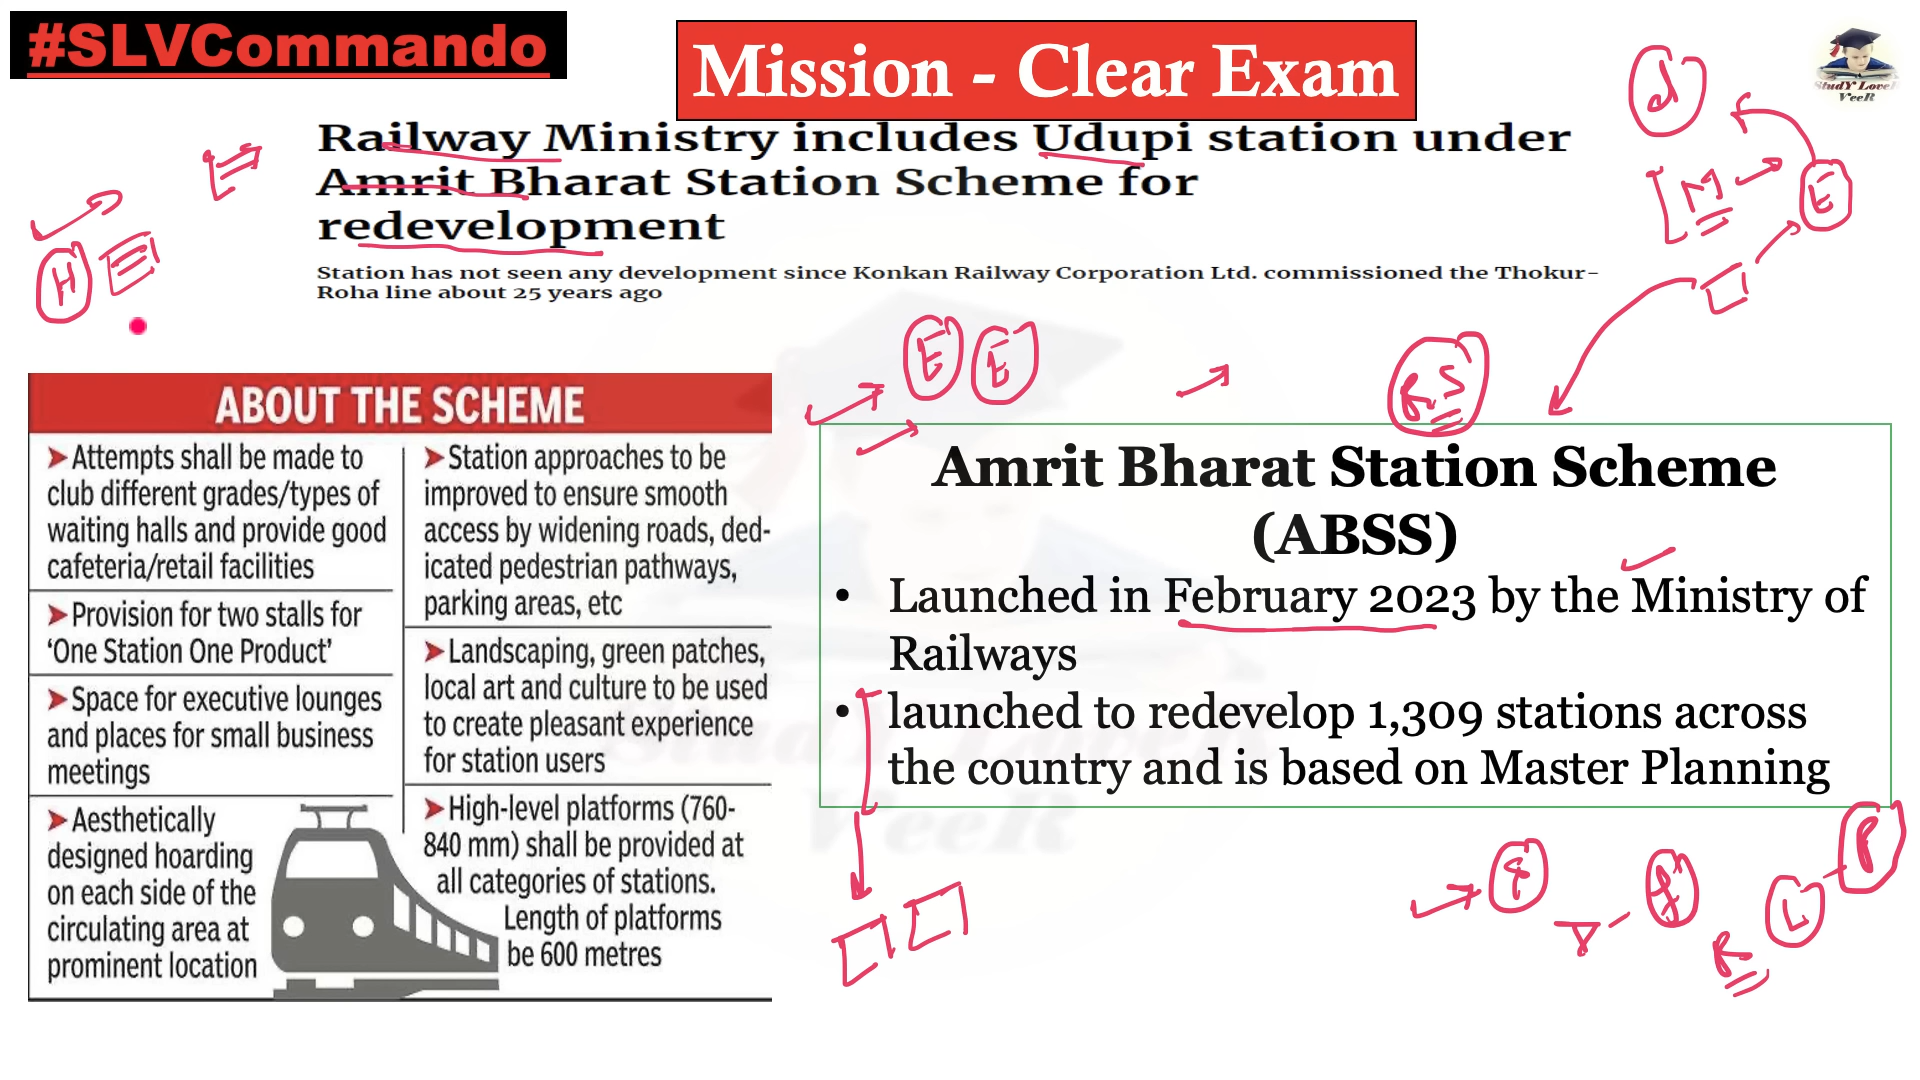 #SLVCommando
Mission - Clear Exam
StudY LoveR
VeeR
Railway Ministry includes Udupi station under
Amrit Bharat Station Scheme for
redevelopment
Station has not seen any development since Konkan Railway Corporation Ltd. commissioned the Thokur-
Roha line about 25 years ago
d
M
E
H
E E
R S
ABOUT THE SCHEME
➤Attempts shall be made to
club different grades/types of
waiting halls and provide good
cafeteria/retail facilities
➤Provision for two stalls for
‘One Station One Product’
➤Space for executive lounges
and places for small business
meetings
➤Aesthetically
designed hoarding
on each side of the
circulating area at
prominent location
➤Station approaches to be
improved to ensure smooth
access by widening roads, ded-
icated pedestrian pathways,
parking areas, etc
➤Landscaping, green patches,
local art and culture to be used
to create pleasant experience
for station users
➤High-level platforms (760-
840 mm) shall be provided at
all categories of stations.
Length of platforms
be 600 metres
Amrit Bharat Station Scheme
(ABSS)
• Launched in February 2023 by the Ministry of
Railways
• launched to redevelop 1,309 stations across
the country and is based on Master Planning
StudY LoveR
VeeR
R L P